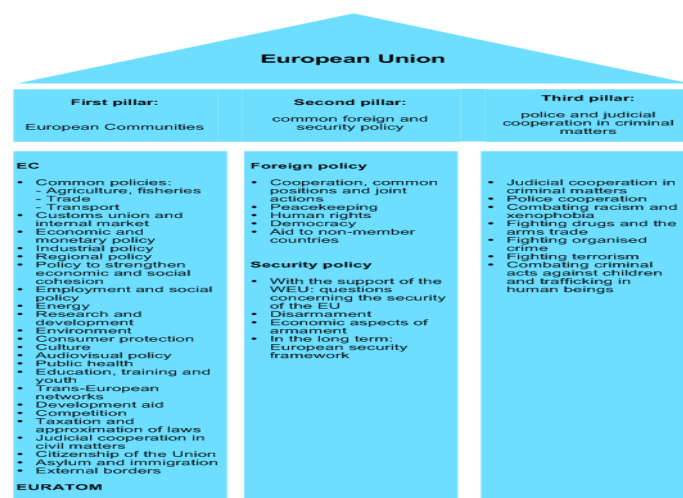 European Union
First pillar:
European Communities
Second pillar:
common foreign and
security policy
Third pillar:
police and judicial
cooperation in criminal
matters
EC
• Common policies:
- Agriculture, fisheries
- Trade
- Transport
• Customs union and
internal market
• Economic and
monetary policy
• Industrial policy
• Regional policy
• Policy to strengthen
economic and social
cohesion
• Employment and social
policy
• Energy
• Research and
development
• Environment
• Consumer protection
• Culture
• Audiovisual policy
• Public health
• Education, training and
youth
• Trans-European
networks
• Development aid
• Competition
• Taxation and
approximation of laws
• Judicial cooperation in
civil matters
• Citizenship of the Union
• Asylum and immigration
• External borders
EURATOM
Foreign policy
• Cooperation, common
positions and joint
actions
• Peacekeeping
• Human rights
• Democracy
• Aid to non-member
countries
Security policy
• With the support of the
WEU: questions
concerning the security
of the EU
• Disarmament
• Economic aspects of
armament
• In the long term:
European security
framework
• Judicial cooperation in
criminal matters
• Police cooperation
• Combating racism and
xenophobia
• Fighting drugs and the
arms trade
• Fighting organised
crime
• Fighting terrorism
• Combating criminal
acts against children
and trafficking in
human beings